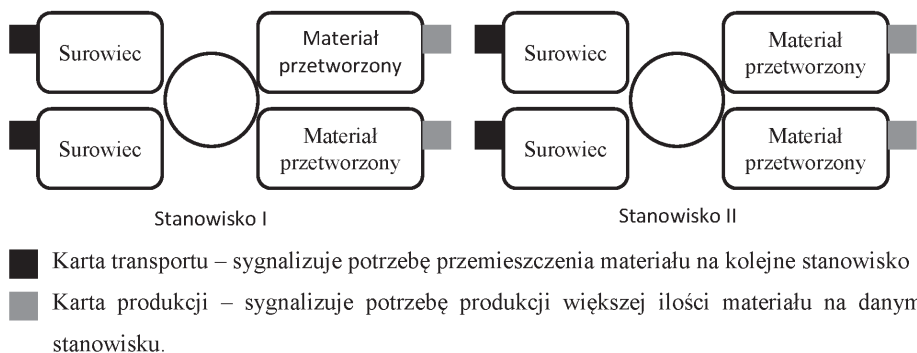 Surowiec
Materiał
przetworzony
Surowiec
Materiał
przetworzony
Surowiec
Materiał
przetworzony
Surowiec
Materiał
przetworzony
Stanowisko I
Stanowisko II
Karta transportu – sygnalizuje potrzebę przemieszczenia materiału na kolejne stanowisko
Karta produkcji – sygnalizuje potrzebę produkcji większej ilości materiału na danym
stanowisku.